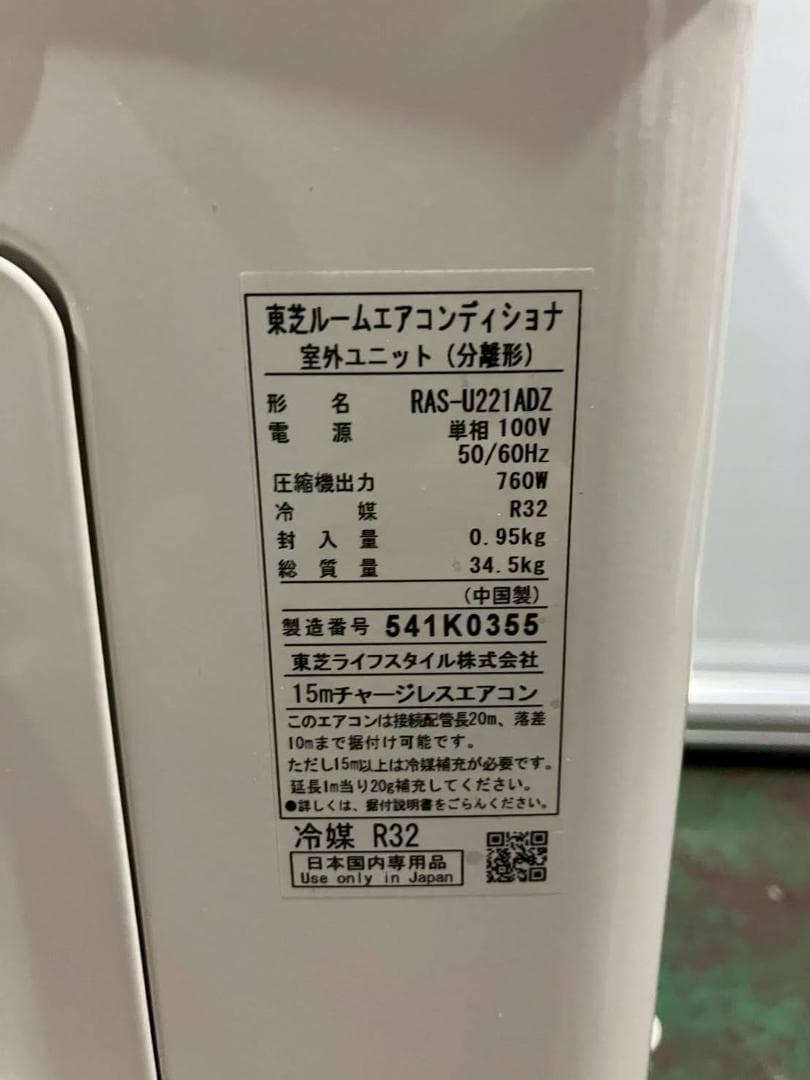 東芝ルームエアコンディショナ
室外ユニット（分離形）
形名 RAS-U221ADZ
電源 単相 100V
50/60Hz
圧縮機出力 760W
冷媒 R32
封入量 0.95kg
総質量 34.5kg
（中国製）
製造番号 541K0355
東芝ライフスタイル株式会社
15mチャージレスエアコン
このエアコンは接続配管長20m、落差
10mまで据付け可能です。
ただし15m以上は冷媒補充が必要です。
延長1m当り20g補充してください。
●詳しくは、据付説明書をごらんください。
冷媒 R32
日本国内専用品
Use only in Japan